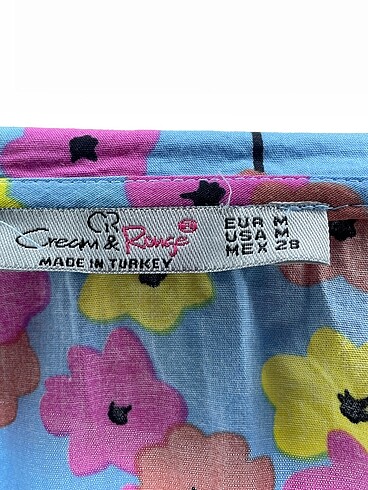 Cream & Rouge
MADE IN TURKEY
EUR M
USA M
MEX 28